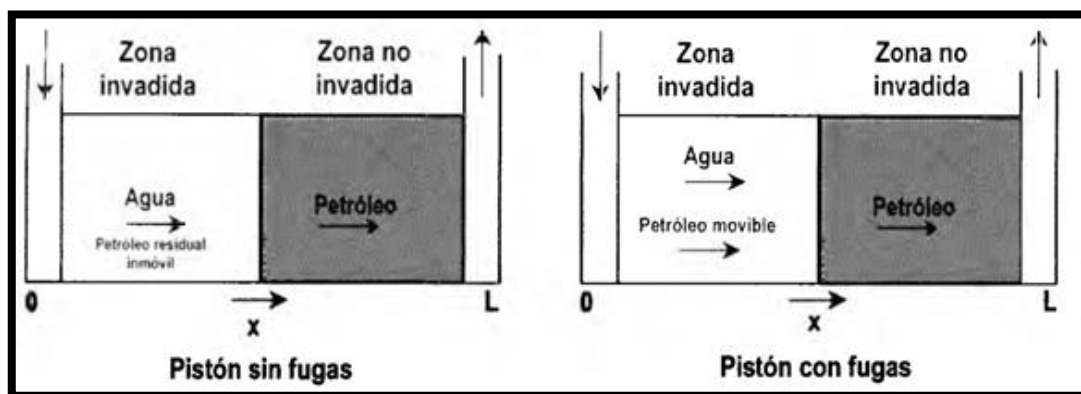 Zona
invadida
Zona no
invadida
Agua
Petróleo residual
inmóvil
Petróleo
0
x
L
Pistón sin fugas
Zona
invadida
Zona no
invadida
Agua
Petróleo movible
Petróleo
0
x
L
Pistón con fugas